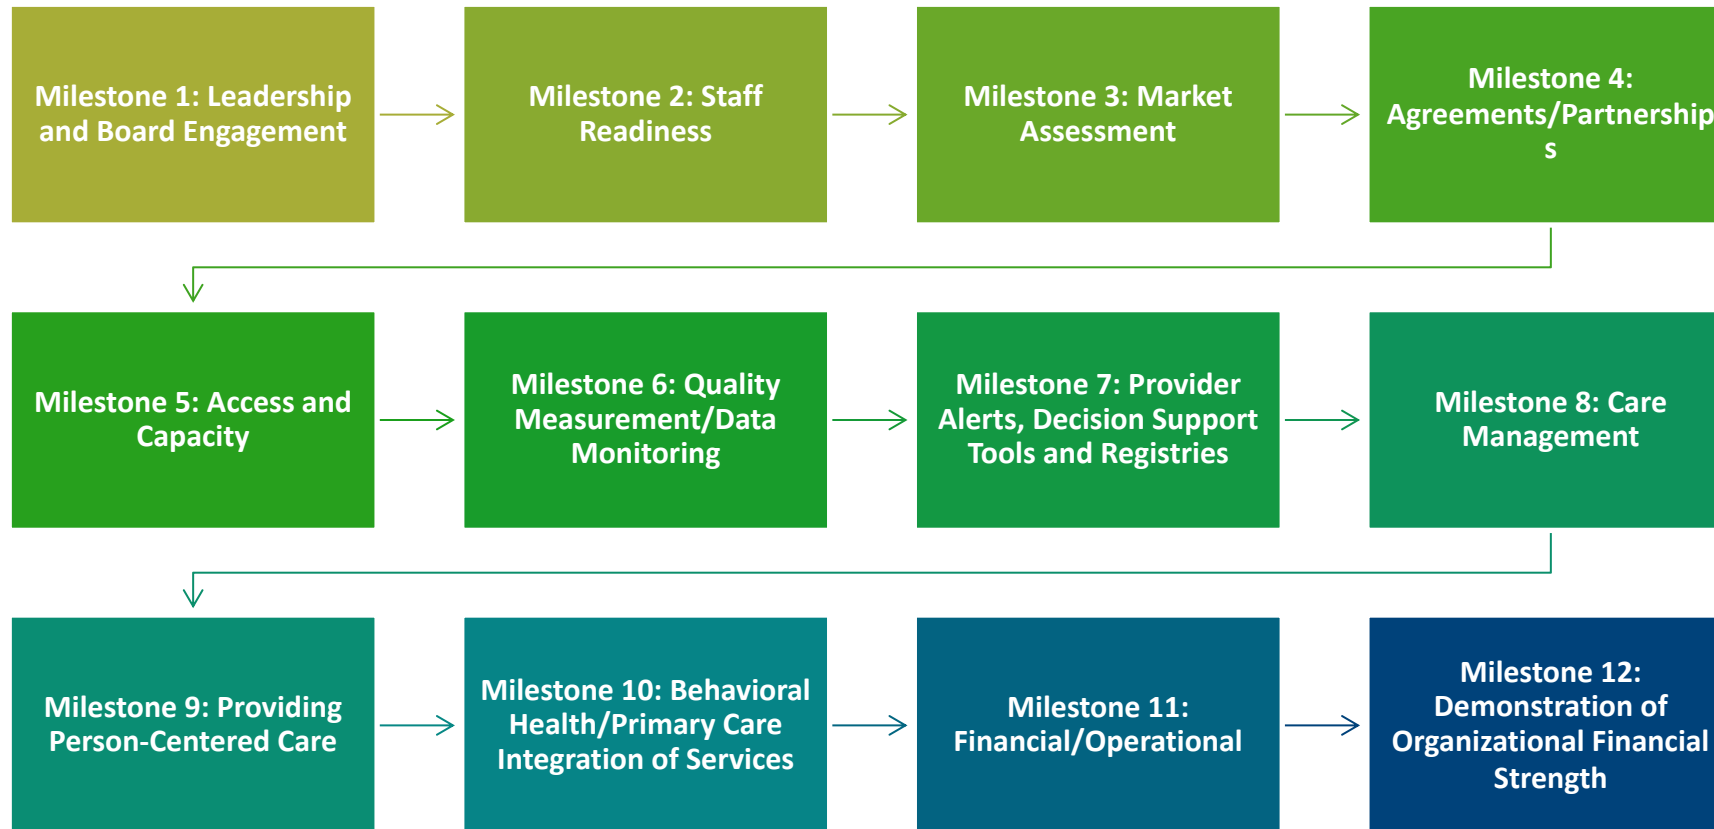 Milestone 1: Leadership
and Board Engagement
Milestone 2: Staff
Readiness
Milestone 3: Market
Assessment
Milestone 4:
Agreements/Partnership
s
Milestone 5: Access and
Capacity
Milestone 6: Quality
Measurement/Data
Monitoring
Milestone 7: Provider
Alerts, Decision Support
Tools and Registries
Milestone 8: Care
Management
Milestone 9: Providing
Person-Centered Care
Milestone 10: Behavioral
Health/Primary Care
Integration of Services
Milestone 11:
Financial/Operational
Milestone 12:
Demonstration of
Organizational Financial
Strength